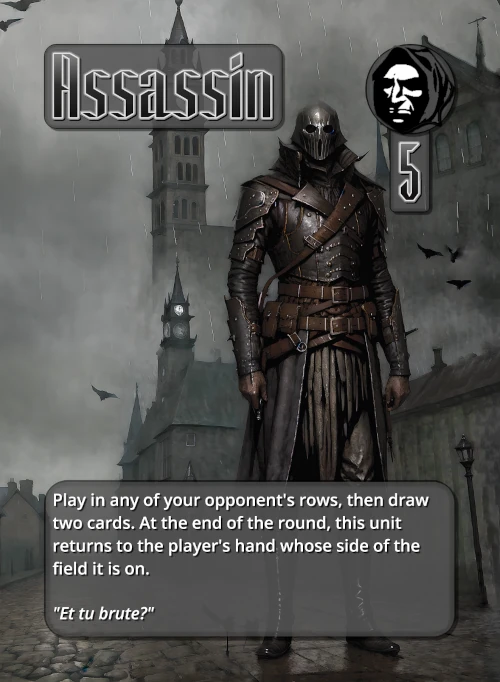 Assassin
5
Play in any of your opponent's rows, then draw
two cards. At the end of the round, this unit
returns to the player's hand whose side of the
field it is on.
"Et tu brute?"